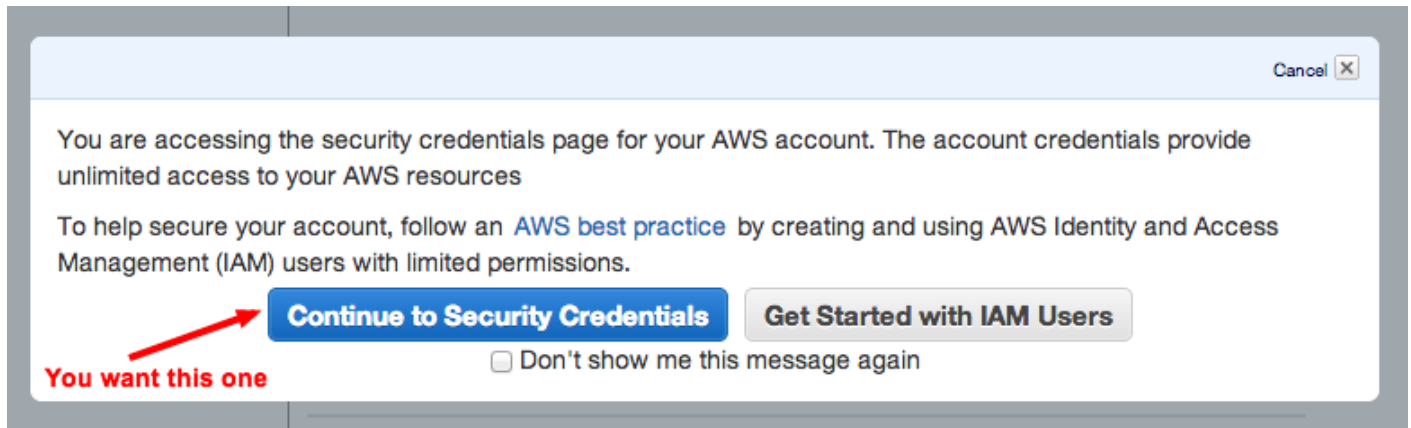 Cancel
You are accessing the security credentials page for your AWS account. The account credentials provide
unlimited access to your AWS resources
To help secure your account, follow an AWS best practice by creating and using AWS Identity and Access
Management (IAM) users with limited permissions.
Continue to Security Credentials Get Started with IAM Users
Don't show me this message again
You want this one